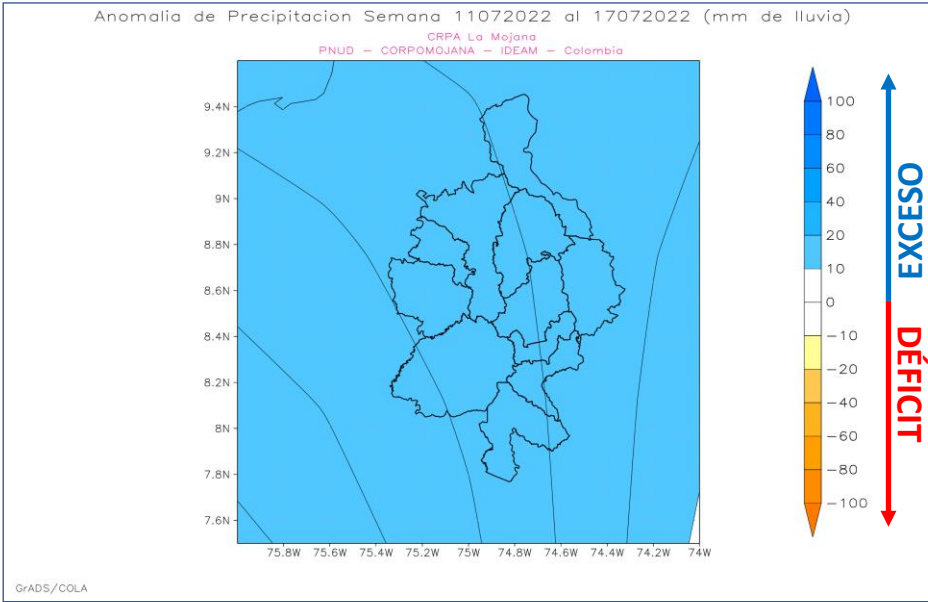 Anomalia de Precipitacion Semana 11072022 al 17072022 (mm de lluvia)
CRPA La Mojana
PNUD – CORPOMOJANA – IDEAM – Colombia
9.4N
9.2N
9N
8.8N
8.6N
8.4N
8.2N
8N
7.8N
7.6N
75.8W 75.6W 75.4W 75.2W 75W 74.8W 74.6W 74.4W 74.2W 74W
100
80
60
40
20
10
0
−10
−20
−40
−60
−80
−100
EXCESO
DÉFICIT
GrADS/COLA